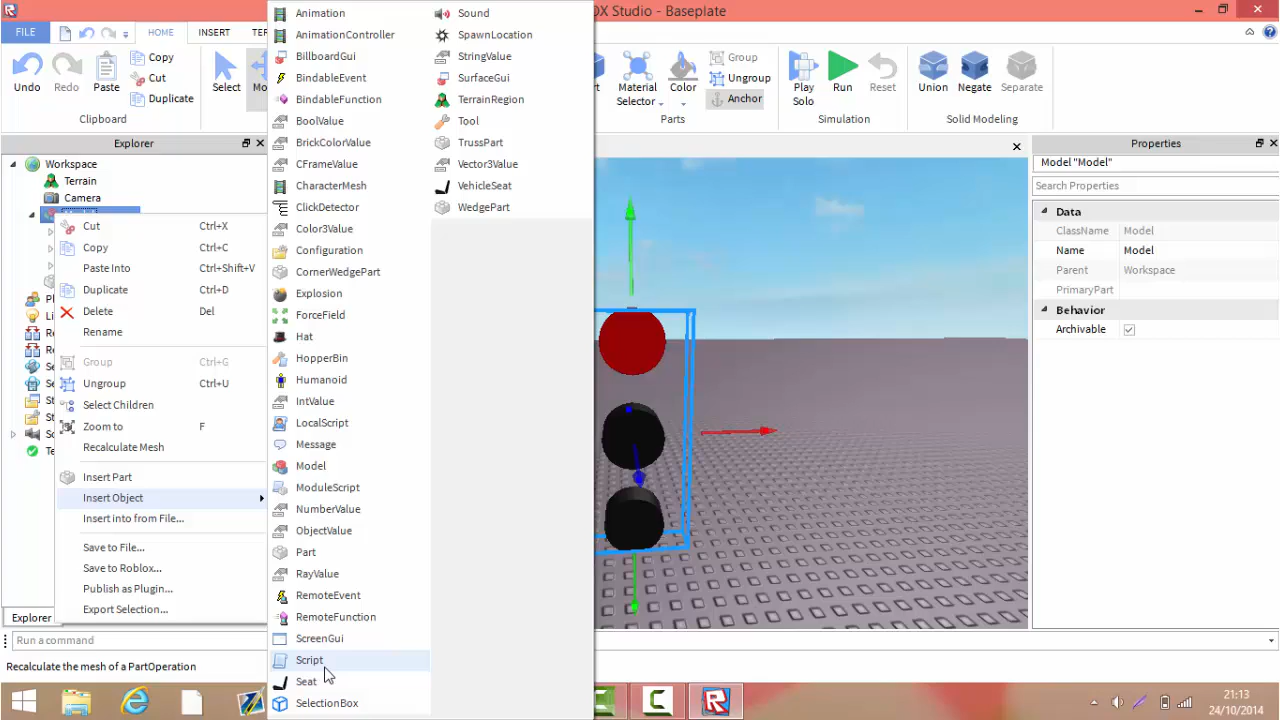 OX Studio - Baseplate
FILE
HOME
INSERT
Undo
Redo
Paste
Copy
Cut
Duplicate
Clipboard
Select
Material
Selector
Color
Group
Ungroup
Anchor
Parts
Play
Solo
Run
Reset
Simulation
Union
Negate
Separate
Solid Modeling
Explorer
Workspace
Terrain
Camera
Cut Ctrl+X
Copy Ctrl+C
Paste Into Ctrl+Shift+V
Duplicate Ctrl+D
Delete Del
Rename
Group Ctrl+G
Ungroup Ctrl+U
Select Children
Zoom to F
Recalculate Mesh
Insert Part
Insert Object
Insert into from File...
Save to File...
Save to Roblox...
Publish as Plugin...
Export Selection...
Animation
AnimationController
BillboardGui
BindableEvent
BindableFunction
BoolValue
BrickColorValue
CFrameValue
CharacterMesh
ClickDetector
Color3Value
Configuration
CornerWedgePart
Explosion
ForceField
Hat
HopperBin
Humanoid
IntValue
LocalScript
Message
Model
ModuleScript
NumberValue
ObjectValue
Part
RayValue
RemoteEvent
RemoteFunction
ScreenGui
Script
Seat
SelectionBox
Sound
SpawnLocation
StringValue
SurfaceGui
TerrainRegion
Tool
TrussPart
Vector3Value
VehicleSeat
WedgePart
Properties
Model "Model"
Search Properties
Data
ClassName Model
Name Model
Parent Workspace
PrimaryPart
Behavior
Archivable
Explorer
Run a command
Recalculate the mesh of a PartOperation
21:13
24/10/2014